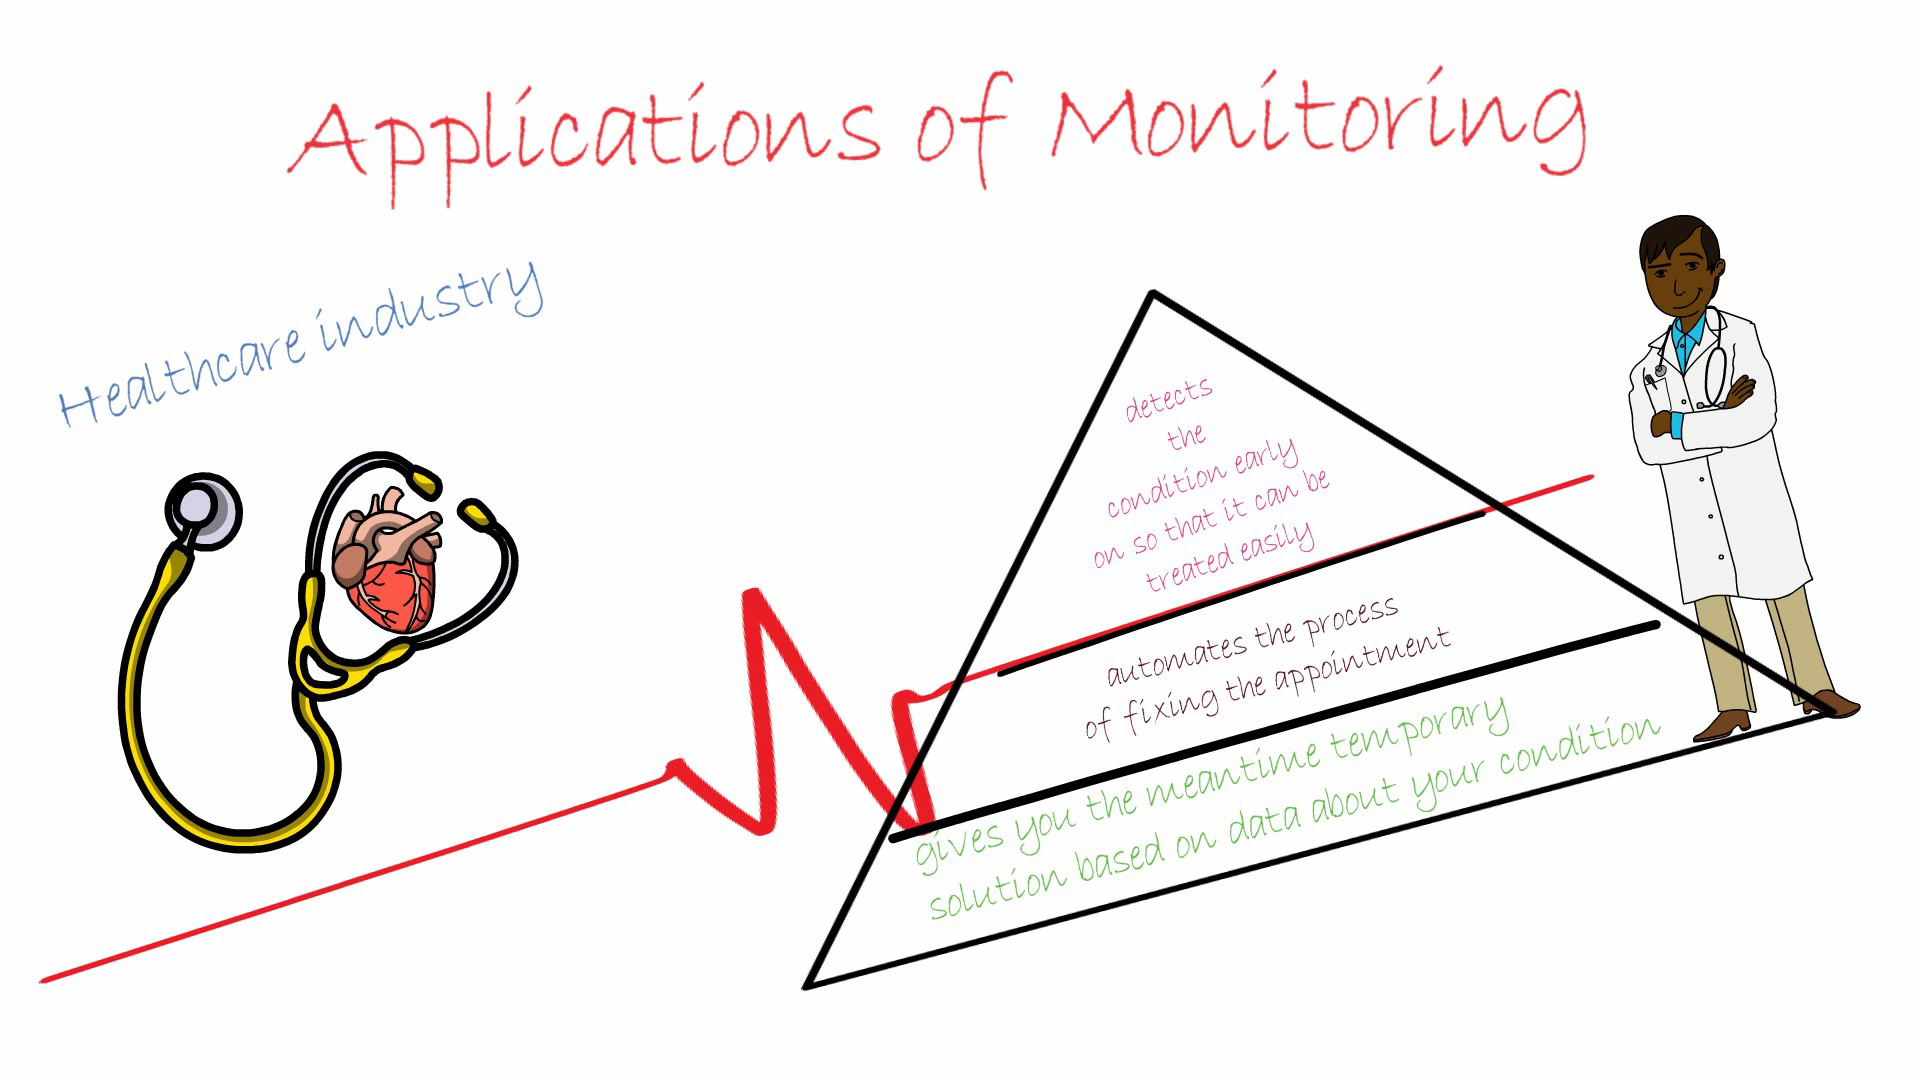 Applications of Monitoring
Healthcare industry
detects
the
condition early
on so that it can be
treated easily
automates the process
of fixing the appointment
gives you the meantime temporary
solution based on data about your condition